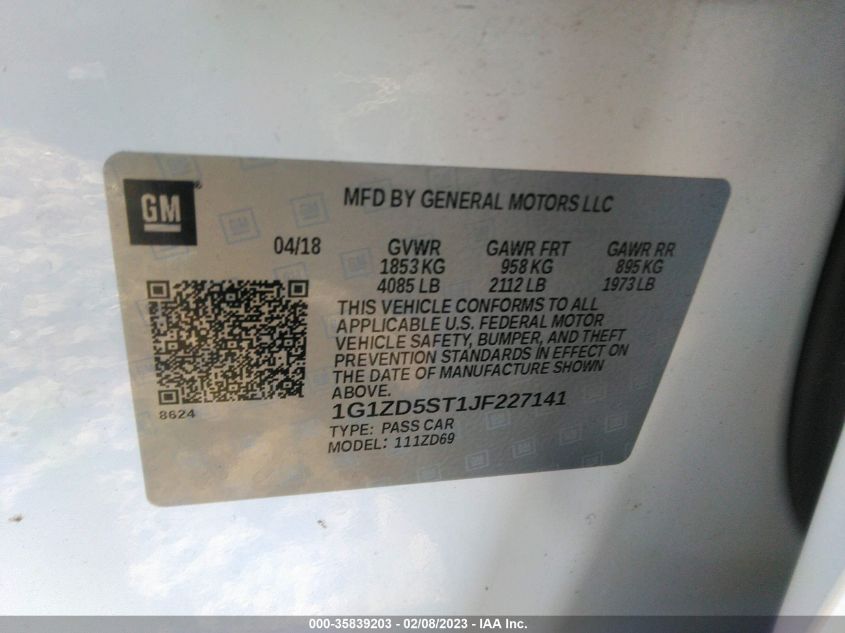 GM
MFD BY GENERAL MOTORS LLC
04/18 GVWR GAWR FRT GAWR RR
1853 KG 958 KG 895 KG
4085 LB 2112 LB 1973 LB
THIS VEHICLE CONFORMS TO ALL
APPLICABLE U.S. FEDERAL MOTOR
VEHICLE SAFETY, BUMPER, AND THEFT
PREVENTION STANDARDS IN EFFECT ON
THE DATE OF MANUFACTURE SHOWN
ABOVE.
8624
1G1ZD5ST1JF227141
TYPE: PASS CAR
MODEL: 111ZD69
000-35839203 - 02/08/2023 - IAA Inc.